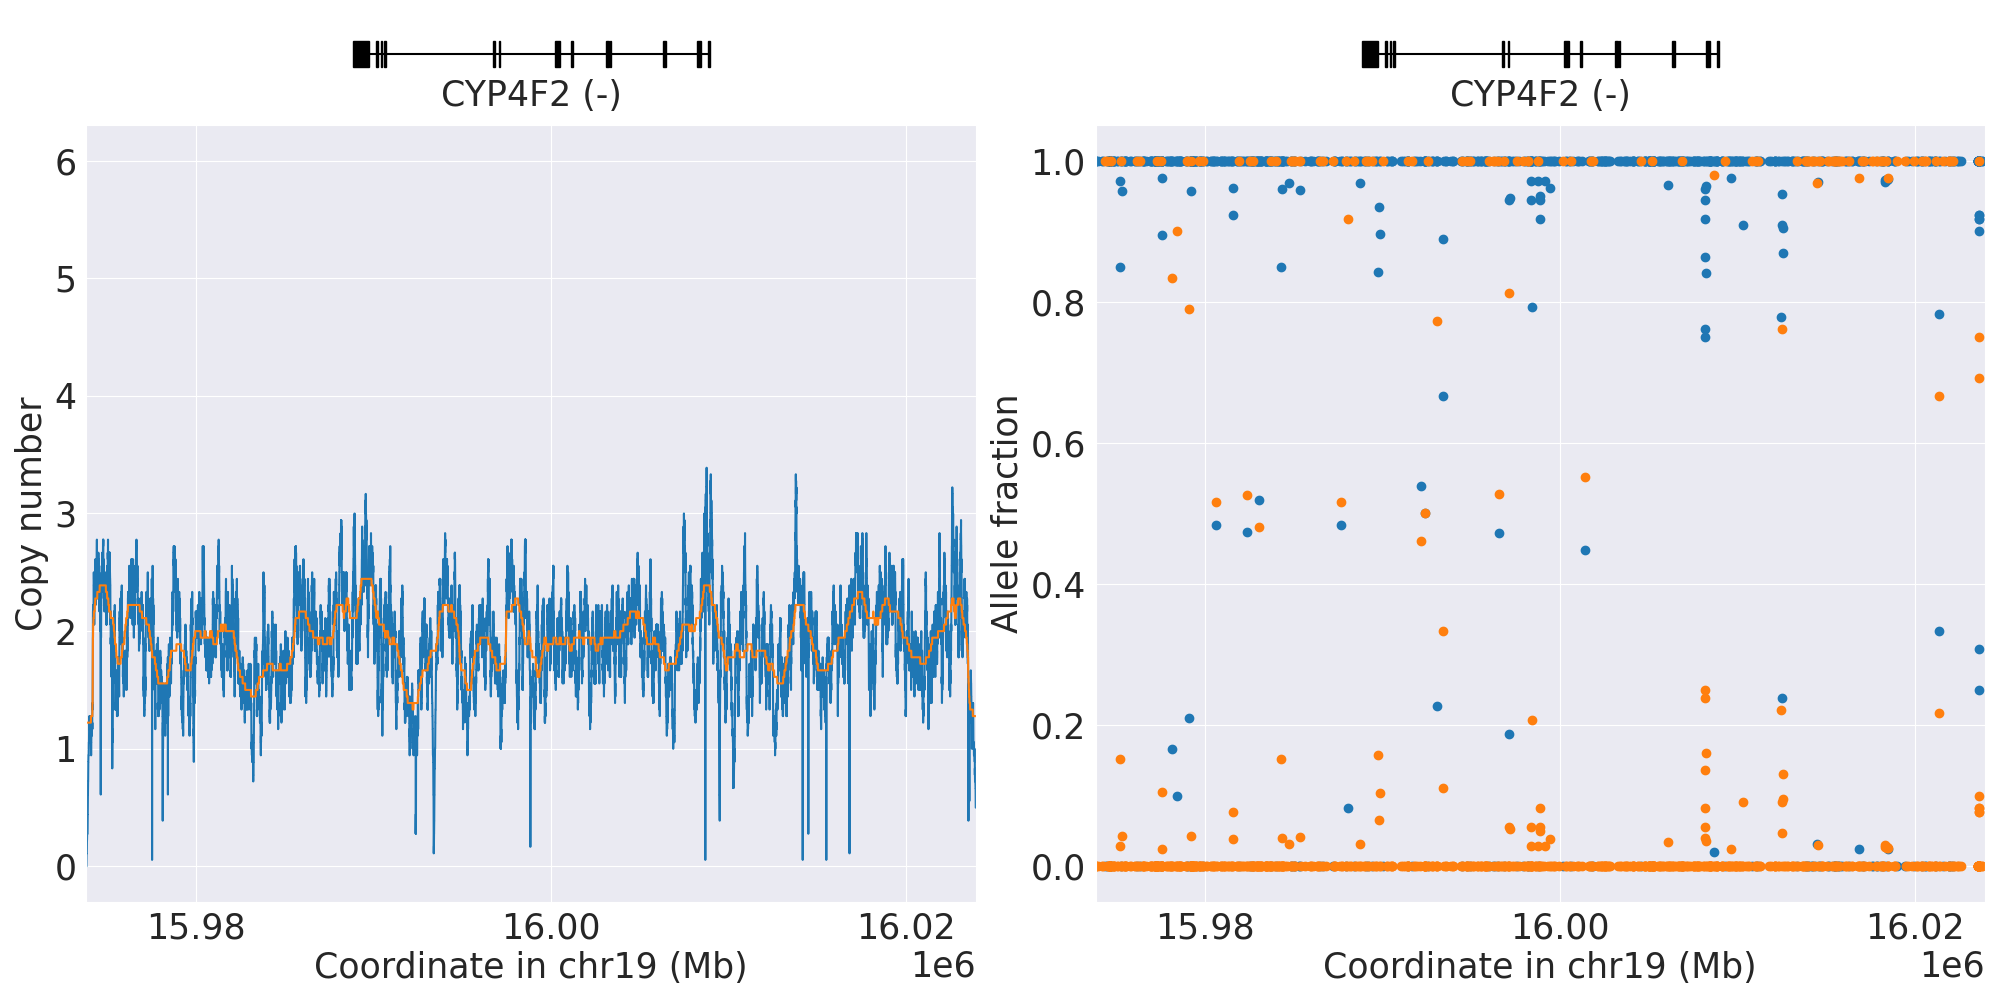 CYP4F2 (-)
6
5
4
3
2
1
0
Copy number
15.98
16.00
16.02
Coordinate in chr19 (Mb)
1e6
CYP4F2 (-)
1.0
0.8
0.6
0.4
0.2
0.0
Allele fraction
15.98
16.00
16.02
Coordinate in chr19 (Mb)
1e6